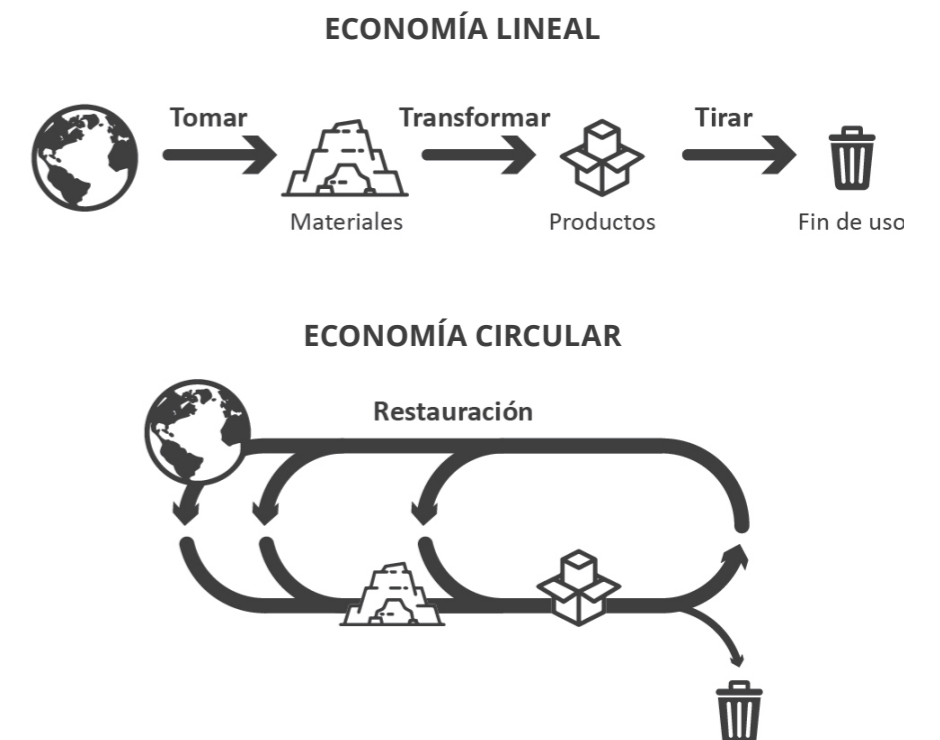 ECONOMÍA LINEAL
Tomar
Transformar
Tirar
Materiales
Productos
Fin de uso
ECONOMÍA CIRCULAR
Restauración